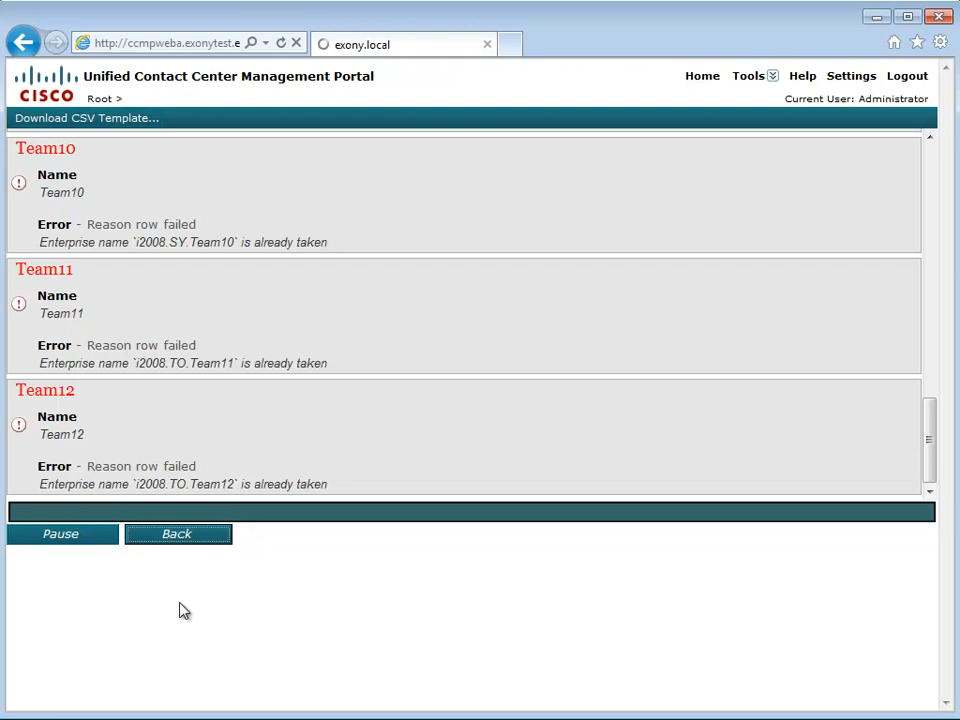 http://ccmpweba.exonytest.e
exony.local
CISCO
Unified Contact Center Management Portal
Home Tools Help Settings Logout
Root >
Current User: Administrator
Download CSV Template...
Team10
Name
Team10
Error - Reason row failed
Enterprise name `i2008.SY.Team10` is already taken
Team11
Name
Team11
Error - Reason row failed
Enterprise name `i2008.TO.Team11` is already taken
Team12
Name
Team12
Error - Reason row failed
Enterprise name `i2008.TO.Team12` is already taken
Pause Back